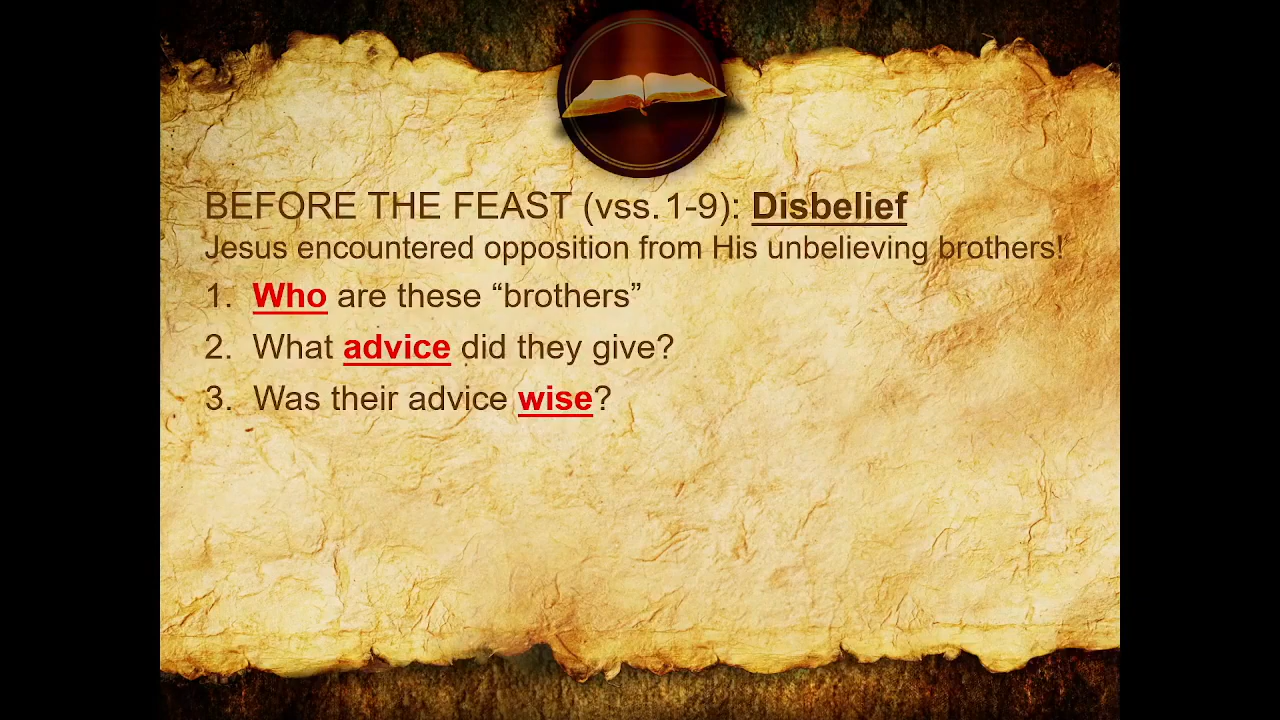 BEFORE THE FEAST (vss. 1-9): Disbelief
Jesus encountered opposition from His unbelieving brothers!
1. Who are these “brothers”
2. What advice did they give?
3. Was their advice wise?